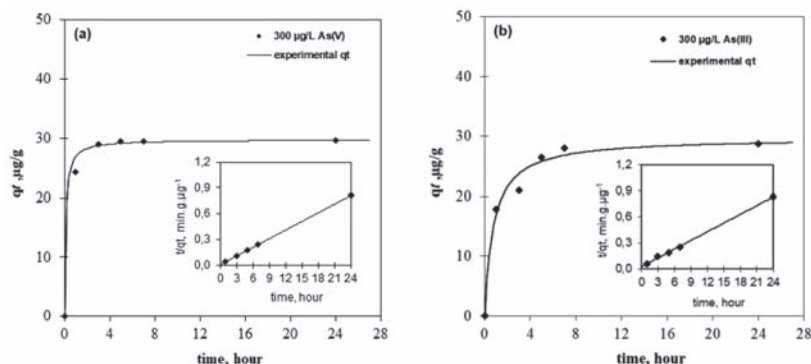 (a)
300 µg/L As(V)
experimental qt
qt ,µg/g
50
40
30
20
10
0
0 4 8 12 16 20 24 28
time, hour
t/qt, min.g.µg⁻¹
1,2
0,9
0,6
0,3
0,0
0 3 6 9 12 15 18 21 24
time, hour
(b)
300 µg/L As(III)
experimental qt
qt ,µg/g
50
40
30
20
10
0
0 4 8 12 16 20 24 28
time, hour
t/qt, min.g.µg⁻¹
1,2
0,9
0,6
0,3
0,0
0 3 6 9 12 15 18 21 24
time, hour